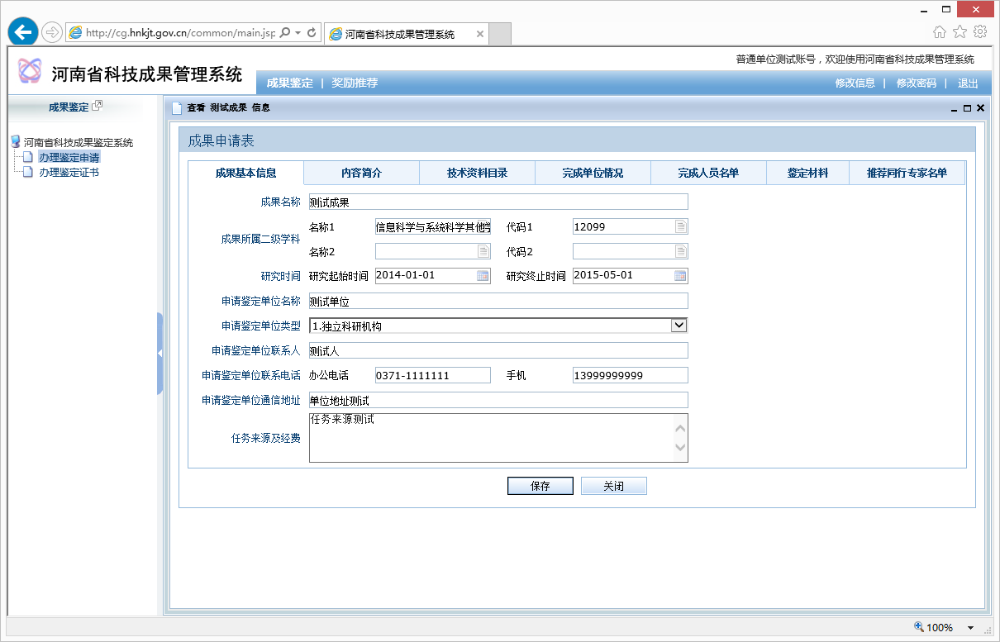 http://cg.hnkjt.gov.cn/common/main.jsp
河南省科技成果管理系统
普通单位测试账号，欢迎使用河南省科技成果管理系统
河南省科技成果管理系统
成果鉴定 | 奖励推荐
修改信息 | 修改密码 | 退出
成果鉴定
查看 测试成果 信息
河南省科技成果鉴定系统
办理鉴定申请
办理鉴定证书
成果申请表
成果基本信息 内容简介 技术资料目录 完成单位情况 完成人员名单 鉴定材料 推荐同行专家名单
成果名称 测试成果
成果所属二级学科
名称1 信息科学与系统科学其他 代码1 12099
名称2 代码2
研究时间 研究起始时间 2014-01-01 研究终止时间 2015-05-01
申请鉴定单位名称 测试单位
申请鉴定单位类型 1.独立科研机构
申请鉴定单位联系人 测试人
申请鉴定单位联系电话 办公电话 0371-1111111 手机 13999999999
申请鉴定单位通信地址 单位地址测试
任务来源及经费 任务来源测试
保存 关闭
100%